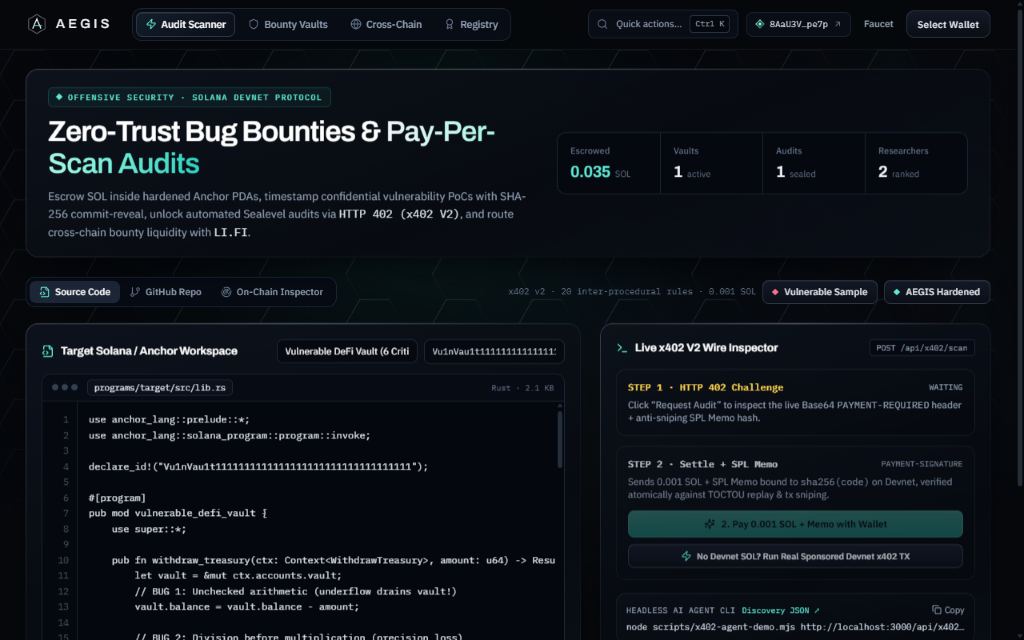 AEGIS
Audit Scanner
Bounty Vaults
Cross-Chain
Registry
Quick actions... Ctrl K
8AaU3V…pe7p ↗
Faucet
Select Wallet
OFFENSIVE SECURITY · SOLANA DEVNET PROTOCOL
Zero-Trust Bug Bounties & Pay-Per-
Scan Audits
Escrow SOL inside hardened Anchor PDAs, timestamp confidential vulnerability PoCs with SHA-
256 commit-reveal, unlock automated Sealevel audits via HTTP 402 (x402 V2), and route
cross-chain bounty liquidity with LI.FI.
Escrowed
0.035 SOL
Vaults
1 active
Audits
1 sealed
Researchers
2 ranked
Source Code
GitHub Repo
On-Chain Inspector
x402 v2 · 20 inter-procedural rules · 0.001 SOL
Vulnerable Sample
AEGIS Hardened
Target Solana / Anchor Workspace
Vulnerable DeFi Vault (6 Criti
programs/target/src/lib.rs
Rust · 2.1 KB
1 use anchor_lang::prelude::*;
2 use anchor_lang::solana_program::program::invoke;
3
4
5
6 #[program]
7 pub mod vulnerable_defi_vault {
8 use super::*;
9
10 pub fn withdraw_treasury(ctx: Context<WithdrawTreasury>, amount: u64) -> Resu
11 let vault = &mut ctx.accounts.vault;
12 // BUG 1: Unchecked arithmetic (underflow drains vault!)
13 vault.balance = vault.balance - amount;
14
15 // BUG 2: Division before multiplication (precision loss)
Live x402 V2 Wire Inspector
POST /api/x402/scan
STEP 1 · HTTP 402 Challenge
WAITING
Click "Request Audit" to inspect the live Base64 PAYMENT-REQUIRED header
+ anti-sniping SPL Memo hash.
STEP 2 · Settle + SPL Memo
PAYMENT-SIGNATURE
Sends 0.001 SOL + SPL Memo bound to sha256(code) on Devnet, verified
atomically against TOCTOU replay & tx sniping.
2. Pay 0.001 SOL + Memo with Wallet
No Devnet SOL? Run Real Sponsored Devnet x402 TX
HEADLESS AI AGENT CLI Discovery JSON ↗
Copy
node scripts/x402-agent-demo.mjs http://localhost:3000/api/x402…